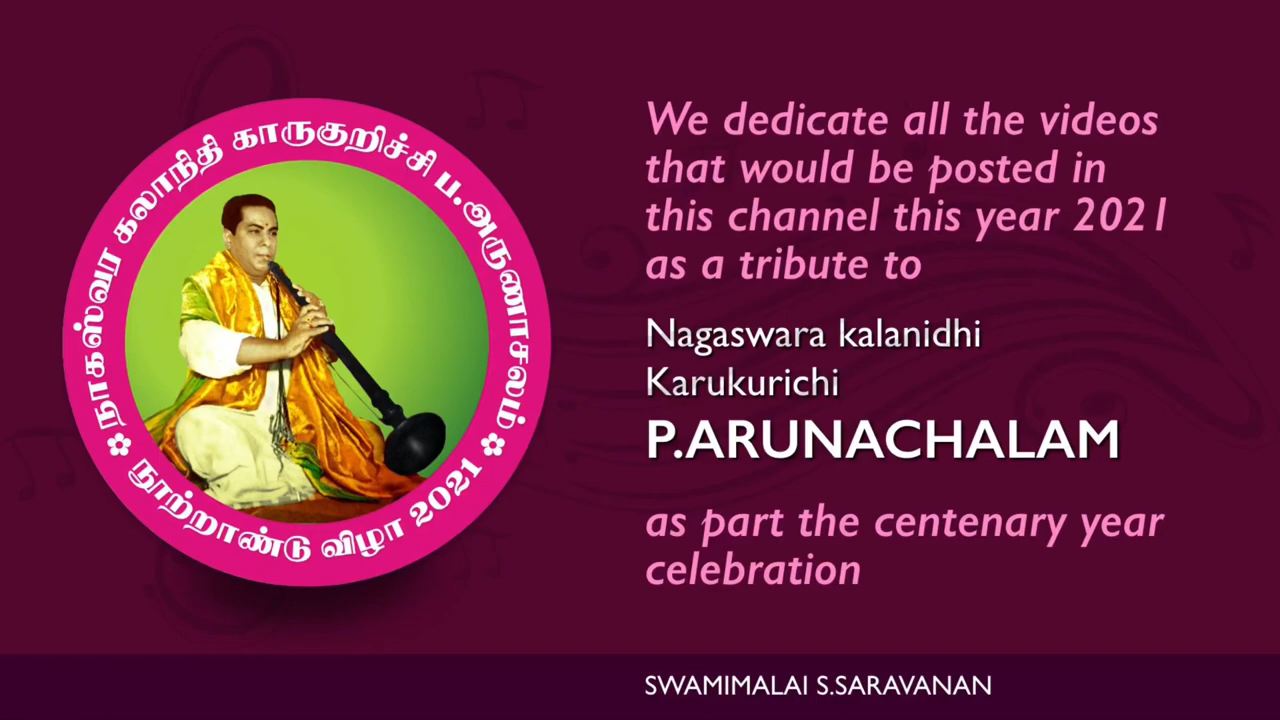 நாகஸ்வர கலாநிதி காருகுறிச்சி ப.அருணாசலம்
நூற்றாண்டு விழா 2021
We dedicate all the videos
that would be posted in
this channel this year 2021
as a tribute to
Nagaswara kalanidhi
Karukurichi
P.ARUNACHALAM
as part the centenary year
celebration
SWAMIMALAI S.SARAVANAN